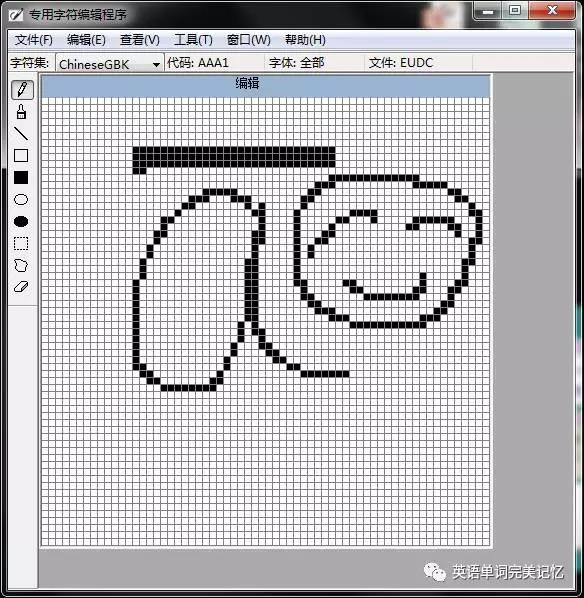 专用字符编辑程序
文件(F) 编辑(E) 查看(V) 工具(T) 窗口(W) 帮助(H)
字符集: ChineseGBK 代码: AAA1 字体: 全部 文件: EUDC
编辑
ā
英语单词完美记忆